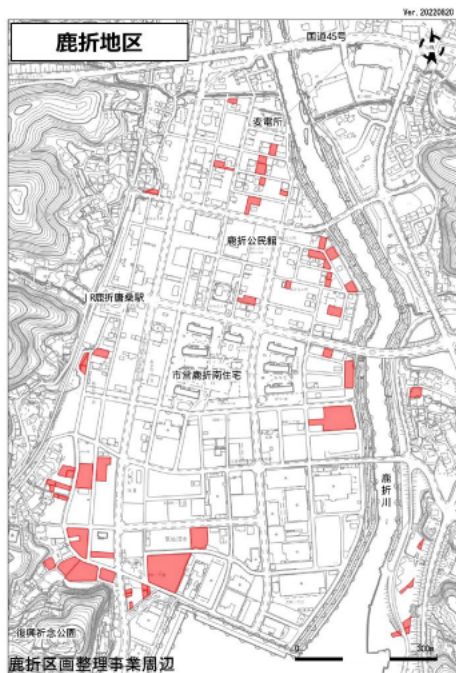 Ver. 20220820
鹿折地区
国道45号
変電所
鹿折公民館
JR鹿折唐桑駅
市営鹿折南住宅
鹿折川
復興祈念公園
0
300m
鹿折区画整理事業周辺